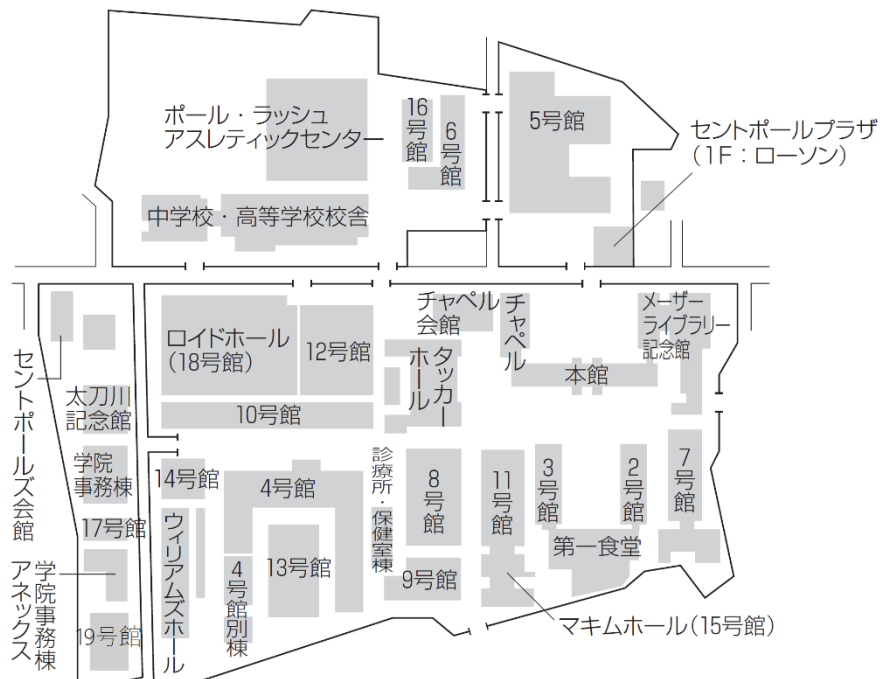 ポール・ラッシュ
アスレティックセンター
16号館
6号館
5号館
セントポールプラザ
(1F:ローソン)
中学校・高等学校校舎
チャペル
会館
チャペル
メーザー
ライブラリー
記念館
ロイドホール
(18号館)
12号館
タッカー
ホール
本館
セントポールズ会館
太刀川
記念館
10号館
学院
事務棟
14号館
4号館
診療所・保健室棟
8号館
11号館
3号館
2号館
7号館
17号館
ウィリアムズホール
4号館別棟
13号館
9号館
第一食堂
学院事務棟
アネックス
19号館
マキムホール(15号館)